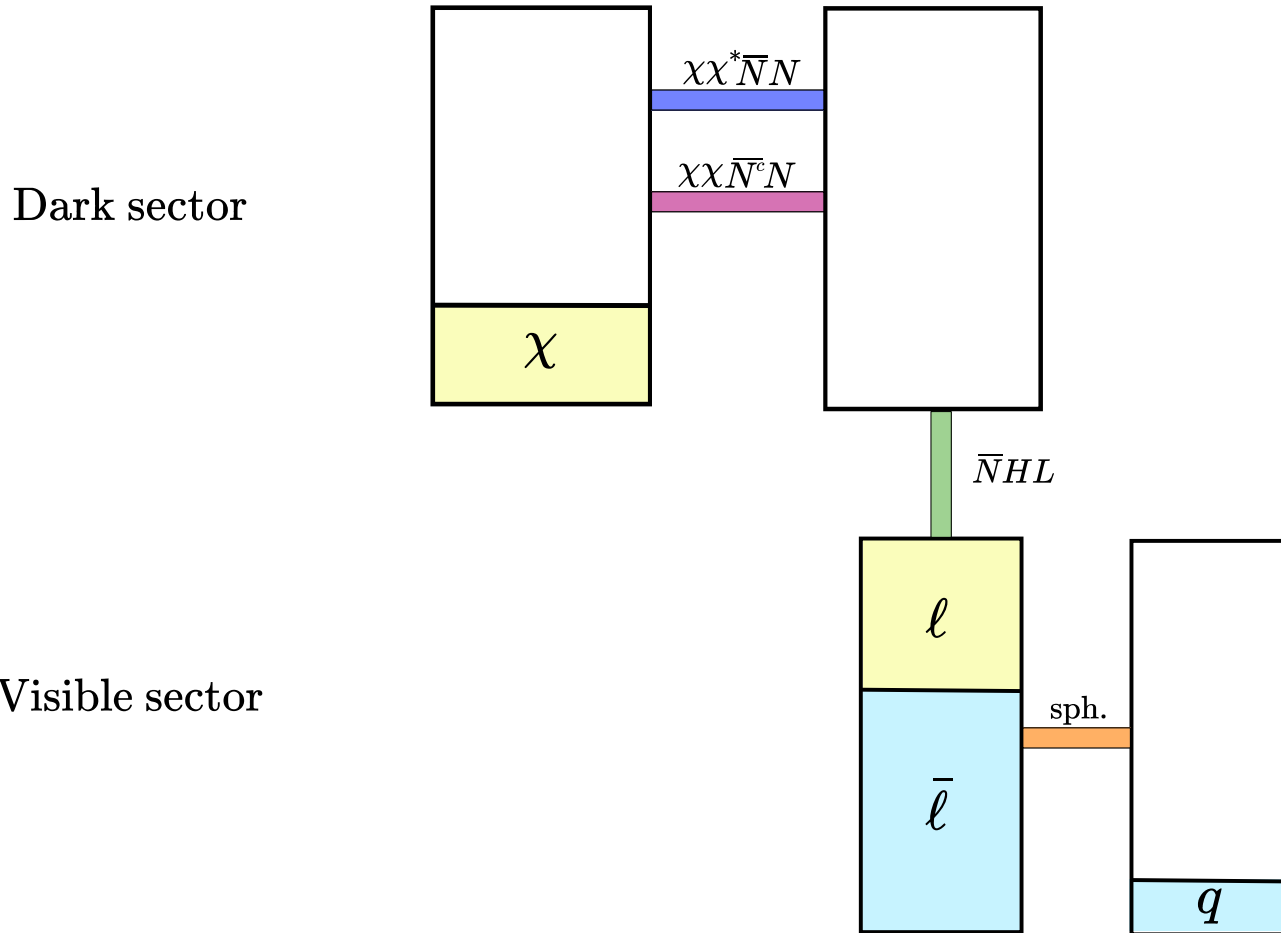 χχ*N̅N
χχN̅ᶜN
Dark sector
χ
N̅HL
ℓ
Visible sector
sph.
ℓ̅
q